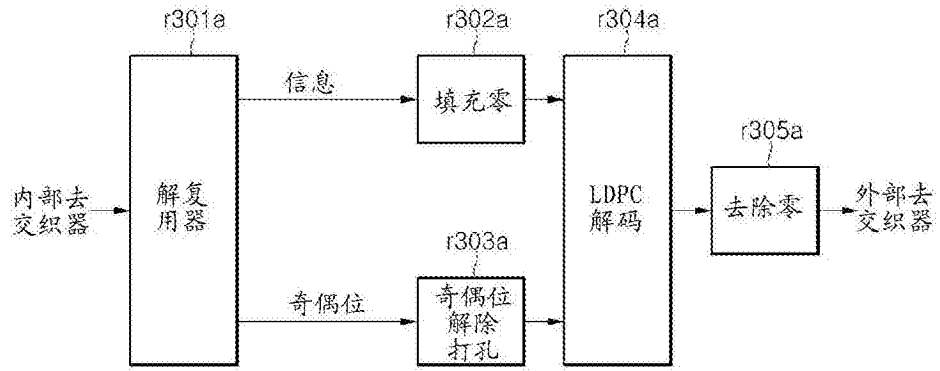 r301a
r302a
r304a
信息
填充零
r305a
内部去
交织器
解复
用器
LDPC
解码
去除零
外部去
交织器
r303a
奇偶位
奇偶位
解除
打孔